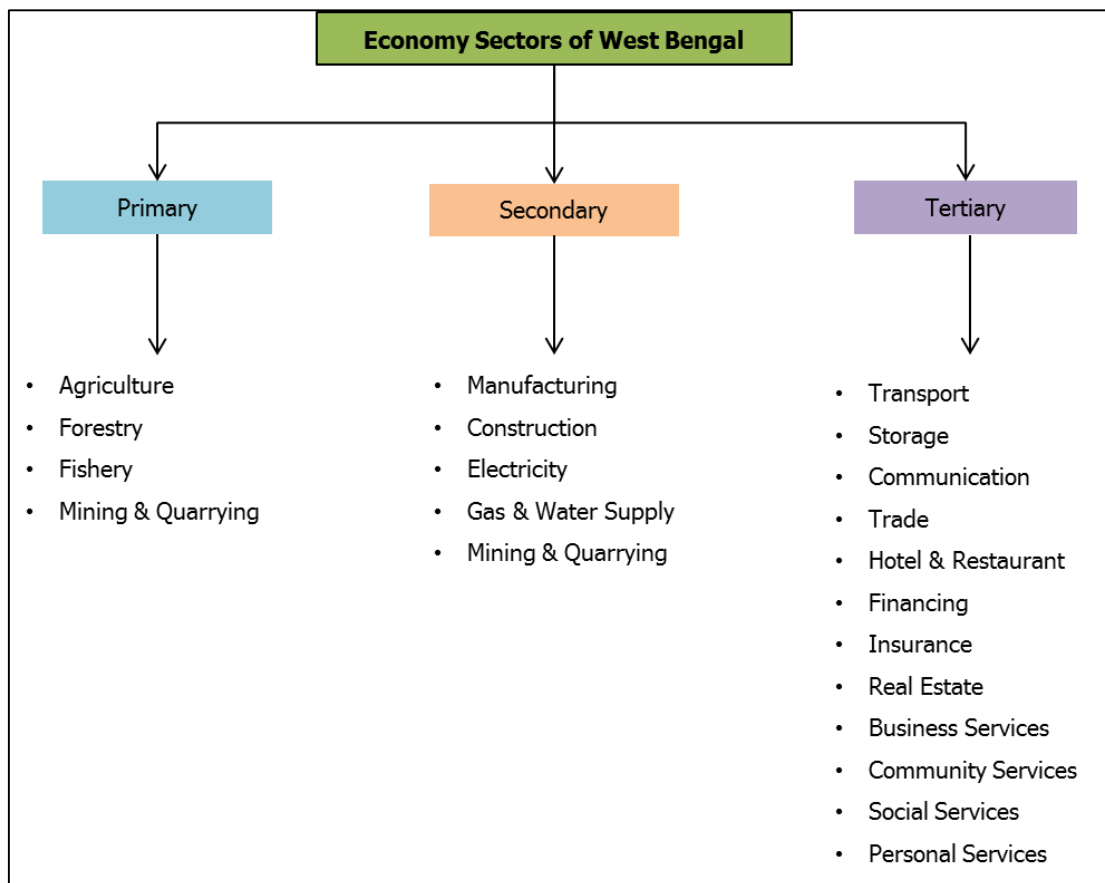 Economy Sectors of West Bengal
Primary
Secondary
Tertiary
• Agriculture
• Forestry
• Fishery
• Mining & Quarrying
• Manufacturing
• Construction
• Electricity
• Gas & Water Supply
• Mining & Quarrying
• Transport
• Storage
• Communication
• Trade
• Hotel & Restaurant
• Financing
• Insurance
• Real Estate
• Business Services
• Community Services
• Social Services
• Personal Services